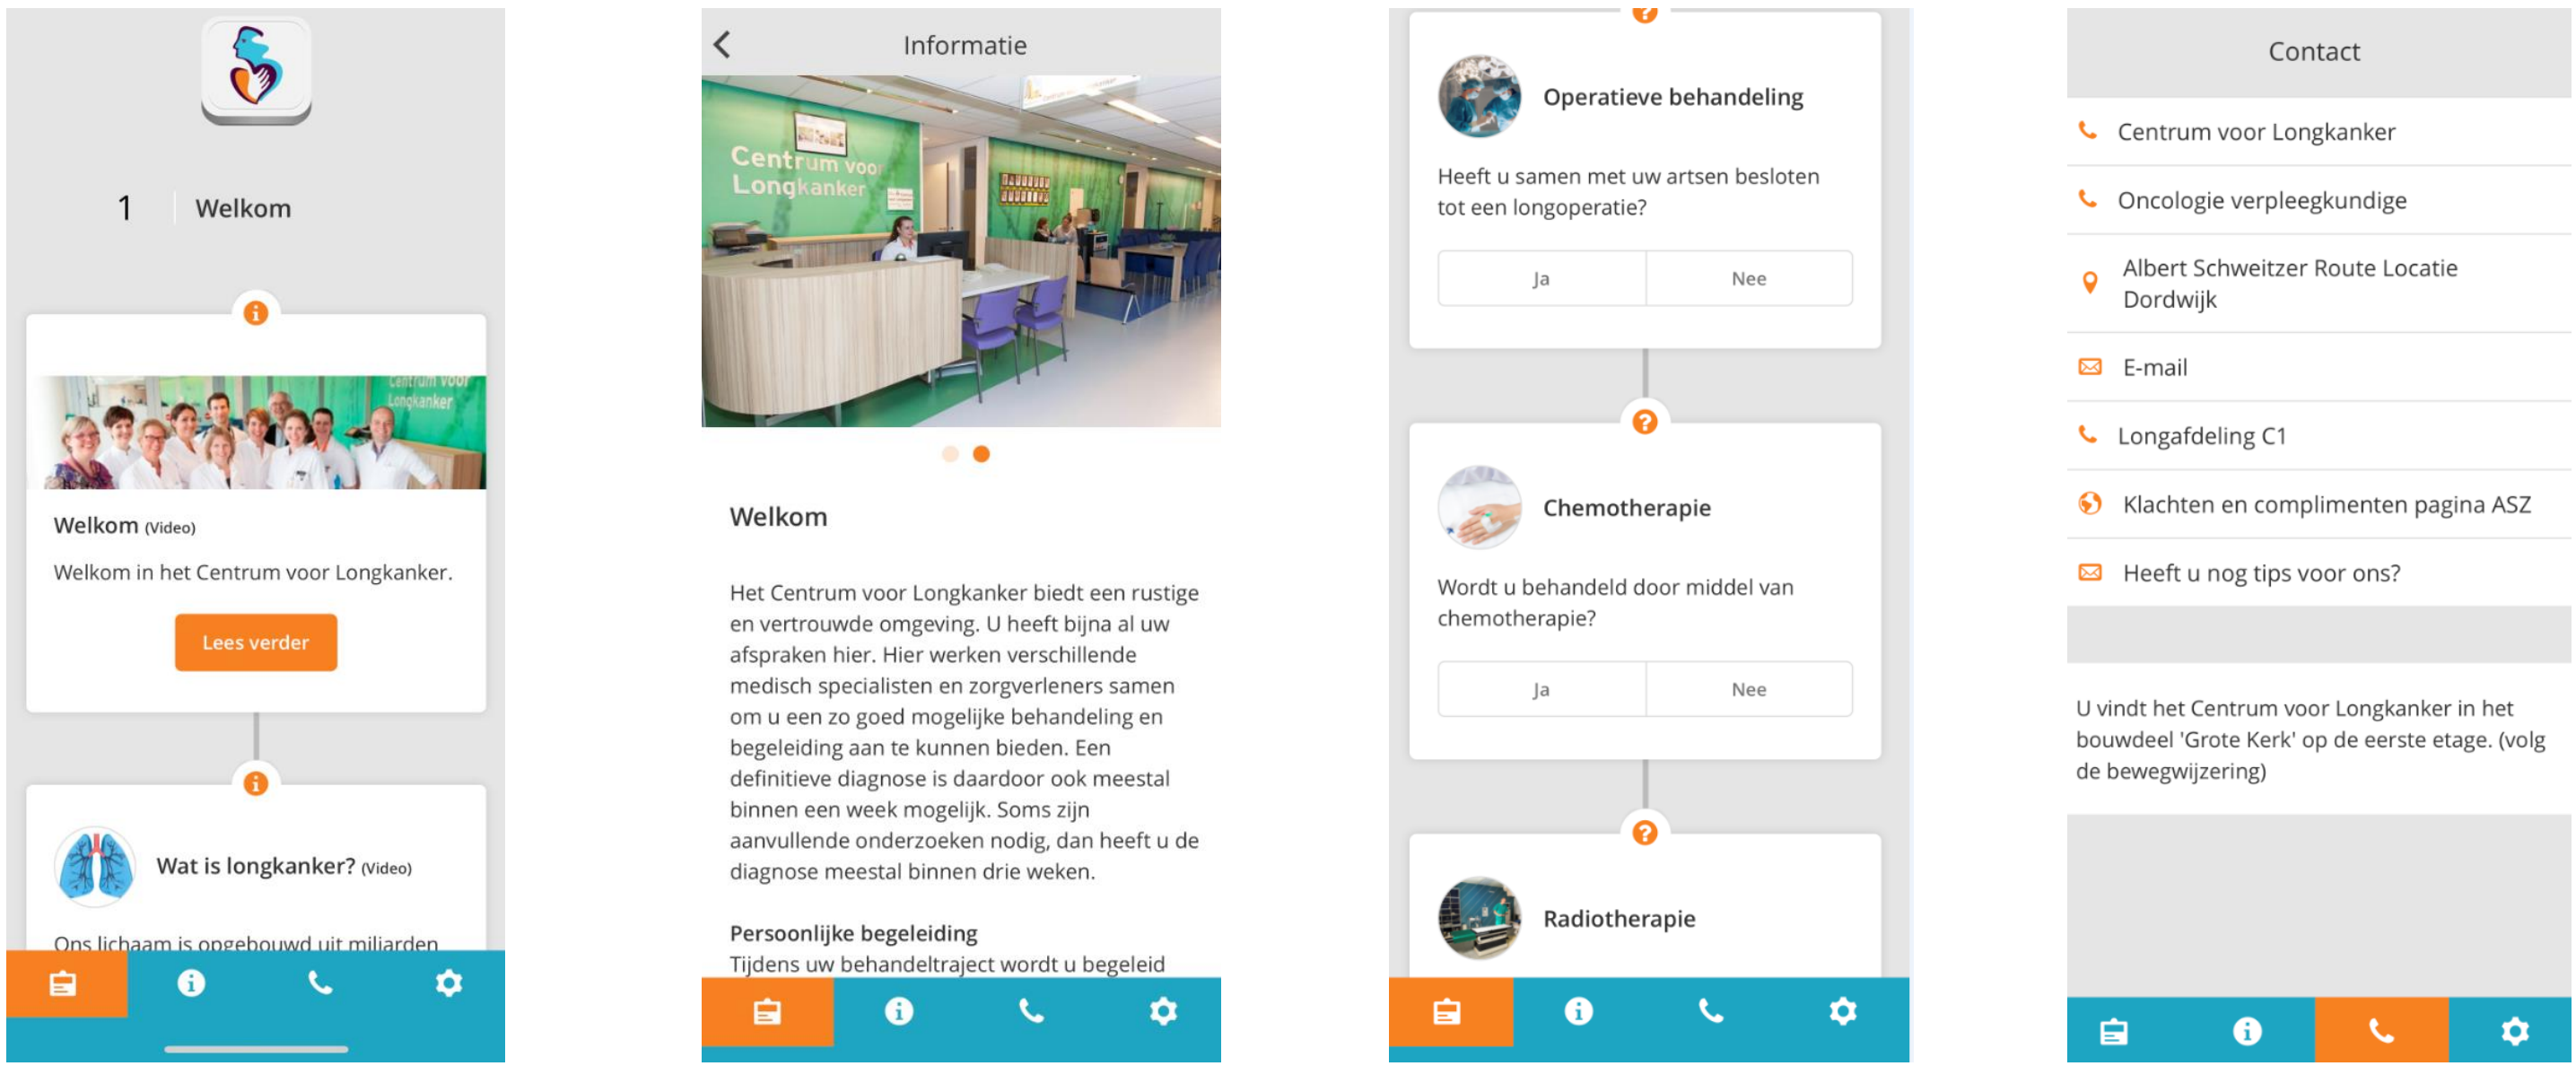 1
Welkom
Centrum voor
Longkanker
Welkom (Video)
Welkom in het Centrum voor Longkanker.
Lees verder
Wat is longkanker? (Video)
Ons lichaam is opgebouwd uit miljarden
Informatie
Centrum voor
Longkanker
Welkom
Het Centrum voor Longkanker biedt een rustige
en vertrouwde omgeving. U heeft bijna al uw
afspraken hier. Hier werken verschillende
medisch specialisten en zorgverleners samen
om u een zo goed mogelijke behandeling en
begeleiding aan te kunnen bieden. Een
definitieve diagnose is daardoor ook meestal
binnen een week mogelijk. Soms zijn
aanvullende onderzoeken nodig, dan heeft u de
diagnose meestal binnen drie weken.
Persoonlijke begeleiding
Tijdens uw behandeltraject wordt u begeleid
Operatieve behandeling
Heeft u samen met uw artsen besloten
tot een longoperatie?
Ja Nee
Chemotherapie
Wordt u behandeld door middel van
chemotherapie?
Ja Nee
Radiotherapie
Contact
Centrum voor Longkanker
Oncologie verpleegkundige
Albert Schweitzer Route Locatie
Dordwijk
E-mail
Longafdeling C1
Klachten en complimenten pagina ASZ
Heeft u nog tips voor ons?
U vindt het Centrum voor Longkanker in het
bouwdeel 'Grote Kerk' op de eerste etage. (volg
de bewegwijzering)